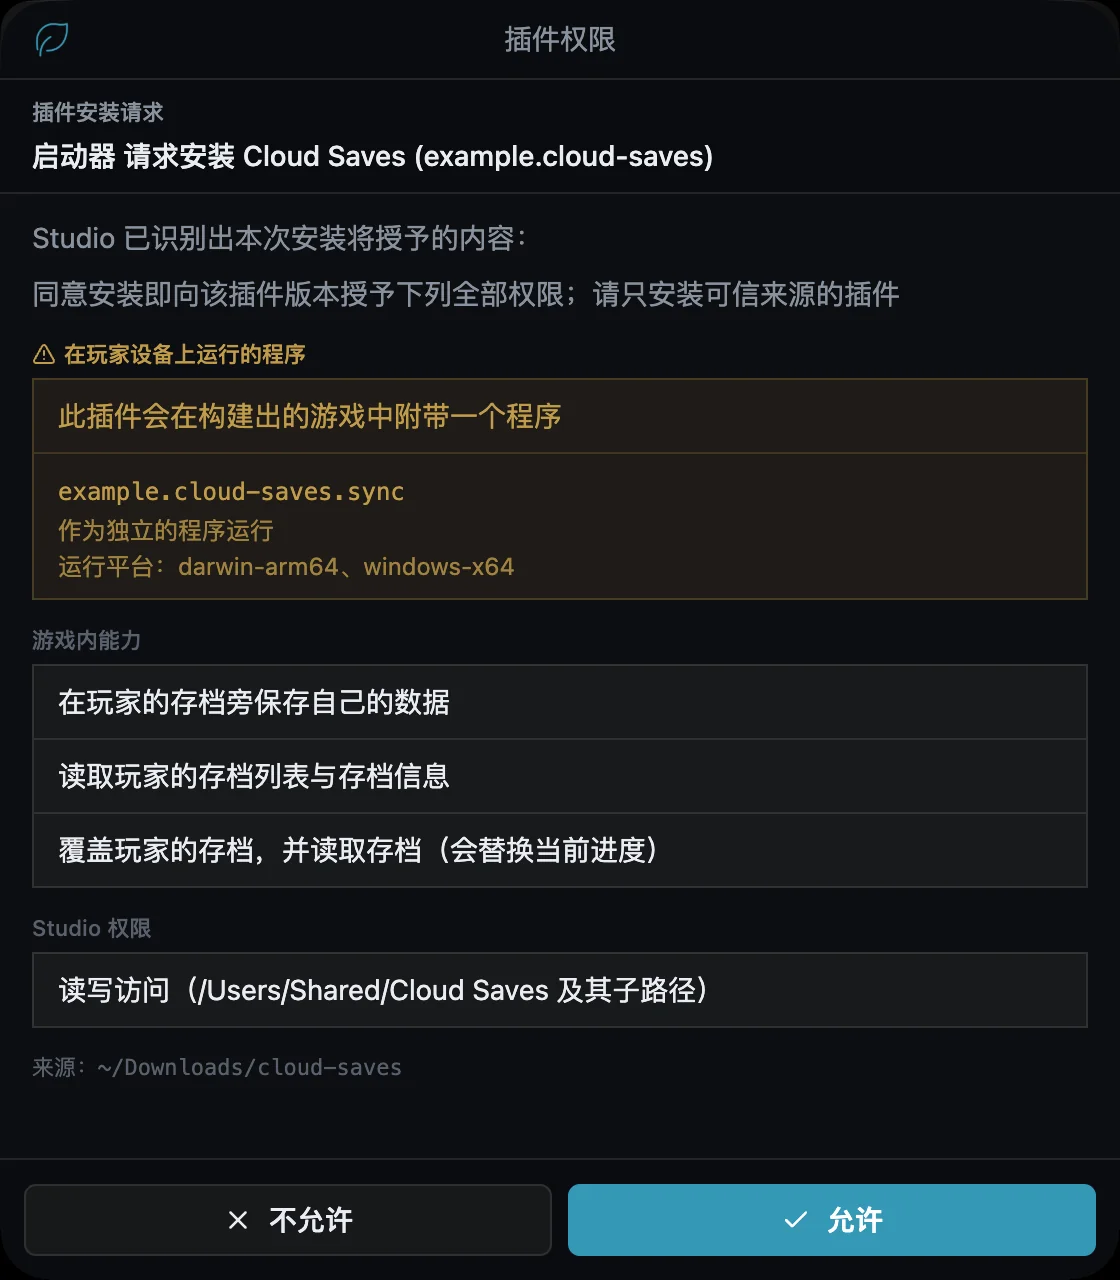 插件权限
插件安装请求
启动器 请求安装 Cloud Saves (example.cloud-saves)
Studio 已识别出本次安装将授予的内容：
同意安装即向该插件版本授予下列全部权限；请只安装可信来源的插件
在玩家设备上运行的程序
此插件会在构建出的游戏中附带一个程序
example.cloud-saves.sync
作为独立的程序运行
运行平台：darwin-arm64、windows-x64
游戏内能力
在玩家的存档旁保存自己的数据
读取玩家的存档列表与存档信息
覆盖玩家的存档，并读取存档（会替换当前进度）
Studio 权限
读写访问（/Users/Shared/Cloud Saves 及其子路径）
来源：~/Downloads/cloud-saves
不允许
允许